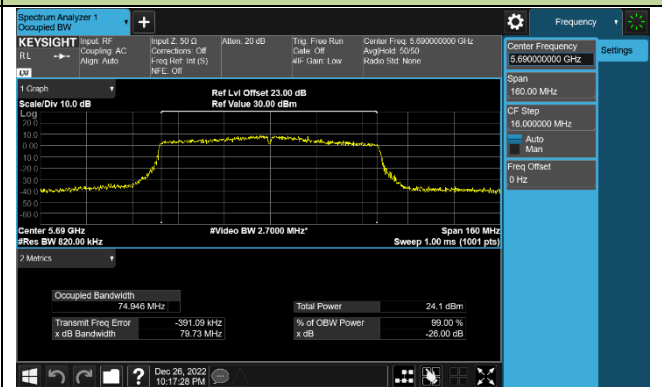 Spectrum Analyzer 1
Occupied BW
Frequency
KEYSIGHT
RL
LXI
Input: RF
Coupling: AC
Align: Auto
Input Z: 50 Ω
Corrections: Off
Freq Ref: Int (S)
NFE: Off
Atten: 20 dB
Trig: Free Run
Gate: Off
#IF Gain: Low
Center Freq: 5.690000000 GHz
Avg|Hold: 50/50
Radio Std: None
Center Frequency
5.690000000 GHz
Settings
Span
160.00 MHz
CF Step
16.000000 MHz
Auto
Man
Freq Offset
0 Hz
1 Graph
Scale/Div 10.0 dB
Ref Lvl Offset 23.00 dB
Ref Value 30.00 dBm
Log
20.0
10.0
0.00
-10.0
-20.0
-30.0
-40.0
-50.0
-60.0
Center 5.69 GHz
#Video BW 2.7000 MHz*
Span 160 MHz
#Res BW 820.00 kHz
Sweep 1.00 ms (1001 pts)
2 Metrics
Occupied Bandwidth
74.946 MHz
Total Power 24.1 dBm
Transmit Freq Error -391.09 kHz
% of OBW Power 99.00 %
x dB Bandwidth 79.73 MHz
x dB -26.00 dB
?
Dec 26, 2022
10:17:28 PM